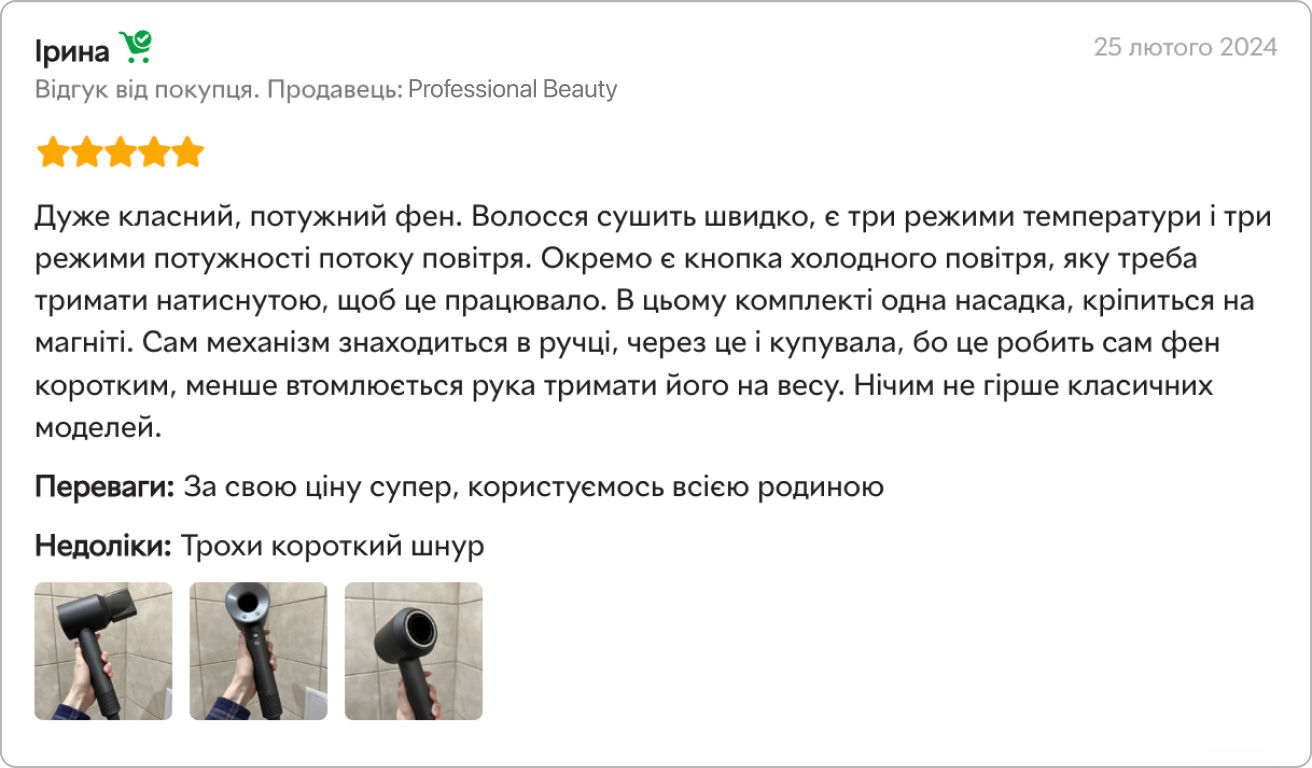 Ірина
25 лютого 2024
Відгук від покупця. Продавець: Professional Beauty
Дуже класний, потужний фен. Волосся сушить швидко, є три режими температури і три
режими потужності потоку повітря. Окремо є кнопка холодного повітря, яку треба
тримати натиснутою, щоб це працювало. В цьому комплекті одна насадка, кріпиться на
магніті. Сам механізм знаходиться в ручці, через це і купувала, бо це робить сам фен
коротким, менше втомлюється рука тримати його на весу. Нічим не гірше класичних
моделей.
Переваги: За свою ціну супер, користуємось всією родиною
Недоліки: Трохи короткий шнур